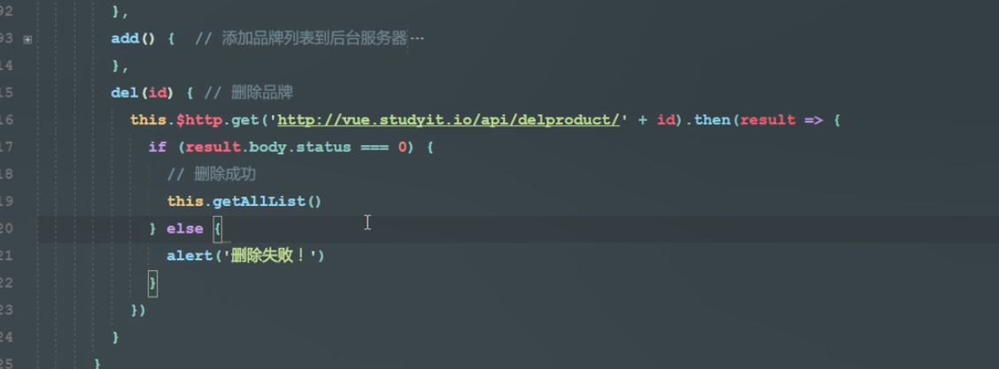 92 },
93 add() {  // 添加品牌列表到后台服务器···
14 },
15 del(id) { // 删除品牌
16 this.$http.get('http://vue.studyit.io/api/delproduct/' + id).then(result => {
17 if (result.body.status === 0) {
18 // 删除成功
19 this.getAllList()
20 } else {
21 alert('删除失败！')
22 }
23 })
24 }
25 }